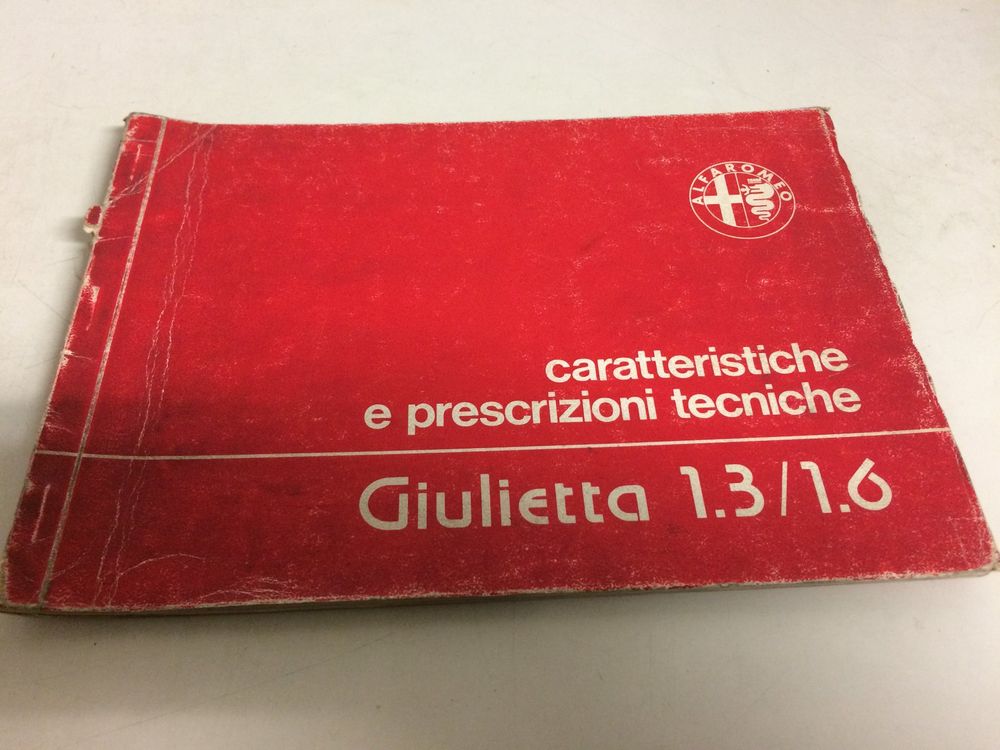 ALFA ROMEO
caratteristiche
e prescrizioni tecniche
Giulietta 1.3/1.6